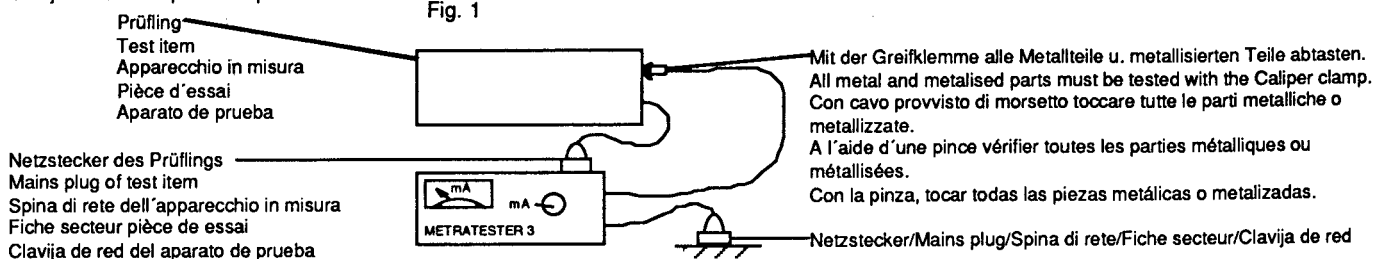 Fig. 1
Prüfling
Test item
Apparecchio in misura
Pièce d´essai
Aparato de prueba
Mit der Greifklemme alle Metallteile u. metallisierten Teile abtasten.
All metal and metalised parts must be tested with the Caliper clamp.
Con cavo provvisto di morsetto toccare tutte le parti metalliche o
metallizzate.
A l´aide d´une pince vérifier toutes les parties métalliques ou
métallisées.
Con la pinza, tocar todas las piezas metálicas o metalizadas.
Netzstecker des Prüflings
Mains plug of test item
Spina di rete dell´apparecchio in misura
Fiche secteur pièce de essai
Clavija de red del aparato de prueba
mA
mA
METRATESTER 3
Netzstecker/Mains plug/Spina di rete/Fiche secteur/Clavija de red